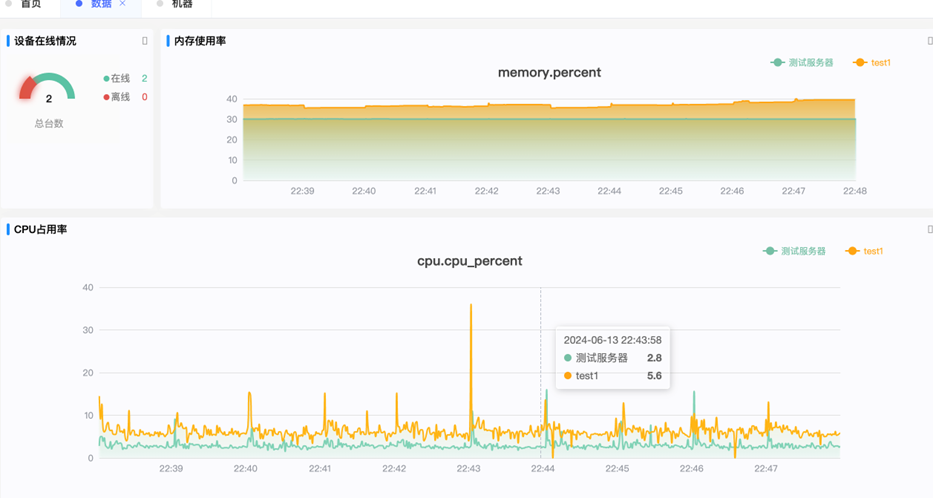 首页 数据 × 机器
设备在线情况
2
总台数
在线 2
离线 0
内存使用率
memory.percent
测试服务器 test1
40
30
20
10
0
22:39 22:40 22:41 22:42 22:43 22:44 22:45 22:46 22:47 22:48
CPU占用率
cpu.cpu_percent
测试服务器 test1
40
30
20
10
0
22:39 22:40 22:41 22:42 22:43 22:44 22:45 22:46 22:47
2024-06-13 22:43:58
测试服务器 2.8
test1 5.6